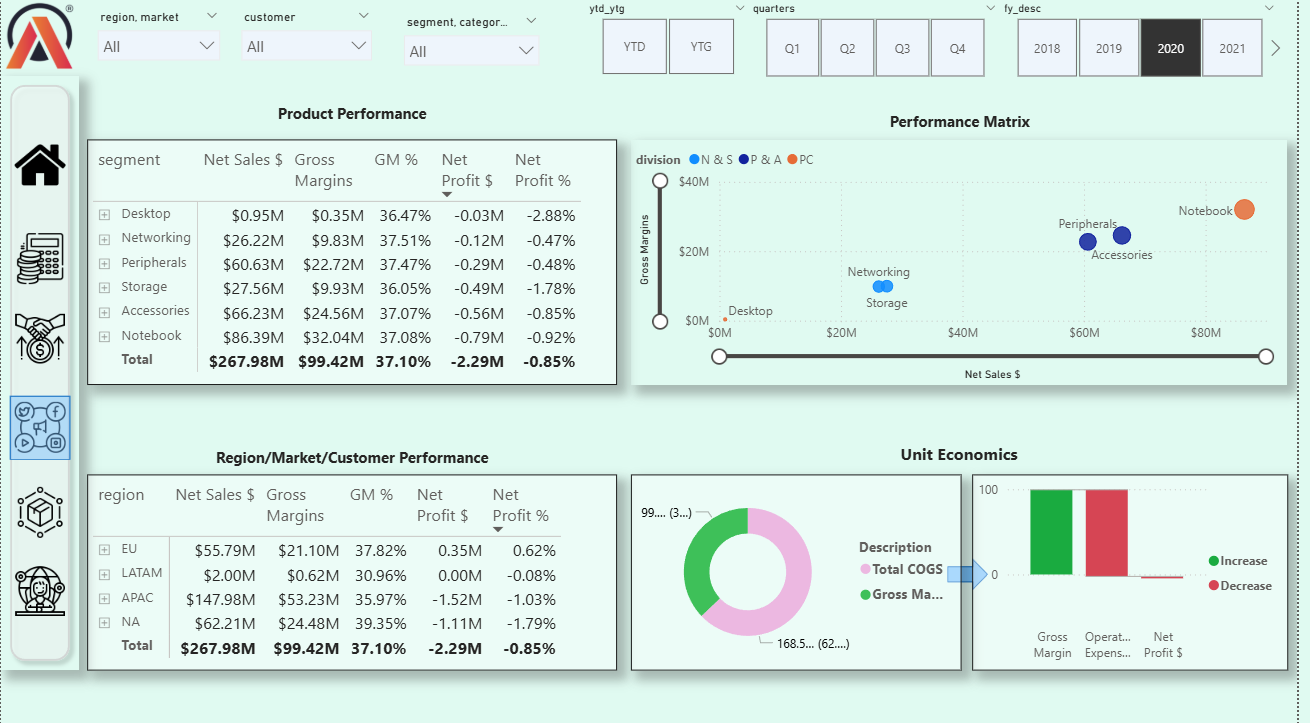 region, market
customer
segment, categor...
ytd_ytg
quarters
fy_desc
All
All
All
YTD
YTG
Q1
Q2
Q3
Q4
2018
2019
2020
2021
Product Performance
segment Net Sales $ Gross Margins GM % Net Profit $ Net Profit %
Desktop $0.95M $0.35M 36.47% -0.03M -2.88%
Networking $26.22M $9.83M 37.51% -0.12M -0.47%
Peripherals $60.63M $22.72M 37.47% -0.29M -0.48%
Storage $27.56M $9.93M 36.05% -0.49M -1.78%
Accessories $66.23M $24.56M 37.07% -0.56M -0.85%
Notebook $86.39M $32.04M 37.08% -0.79M -0.92%
Total $267.98M $99.42M 37.10% -2.29M -0.85%
Performance Matrix
division N & S P & A PC
Gross Margins
$40M
$20M
$0M
Notebook
Peripherals
Accessories
Networking
Storage
Desktop
$0M $20M $40M $60M $80M
Net Sales $
Region/Market/Customer Performance
region Net Sales $ Gross Margins GM % Net Profit $ Net Profit %
EU $55.79M $21.10M 37.82% 0.35M 0.62%
LATAM $2.00M $0.62M 30.96% 0.00M -0.08%
APAC $147.98M $53.23M 35.97% -1.52M -1.03%
NA $62.21M $24.48M 39.35% -1.11M -1.79%
Total $267.98M $99.42M 37.10% -2.29M -0.85%
Unit Economics
99.... (3...)
168.5... (62....)
Description
Total COGS
Gross Ma...
100
0
Gross Margin
Operat... Expens...
Net Profit $
Increase
Decrease